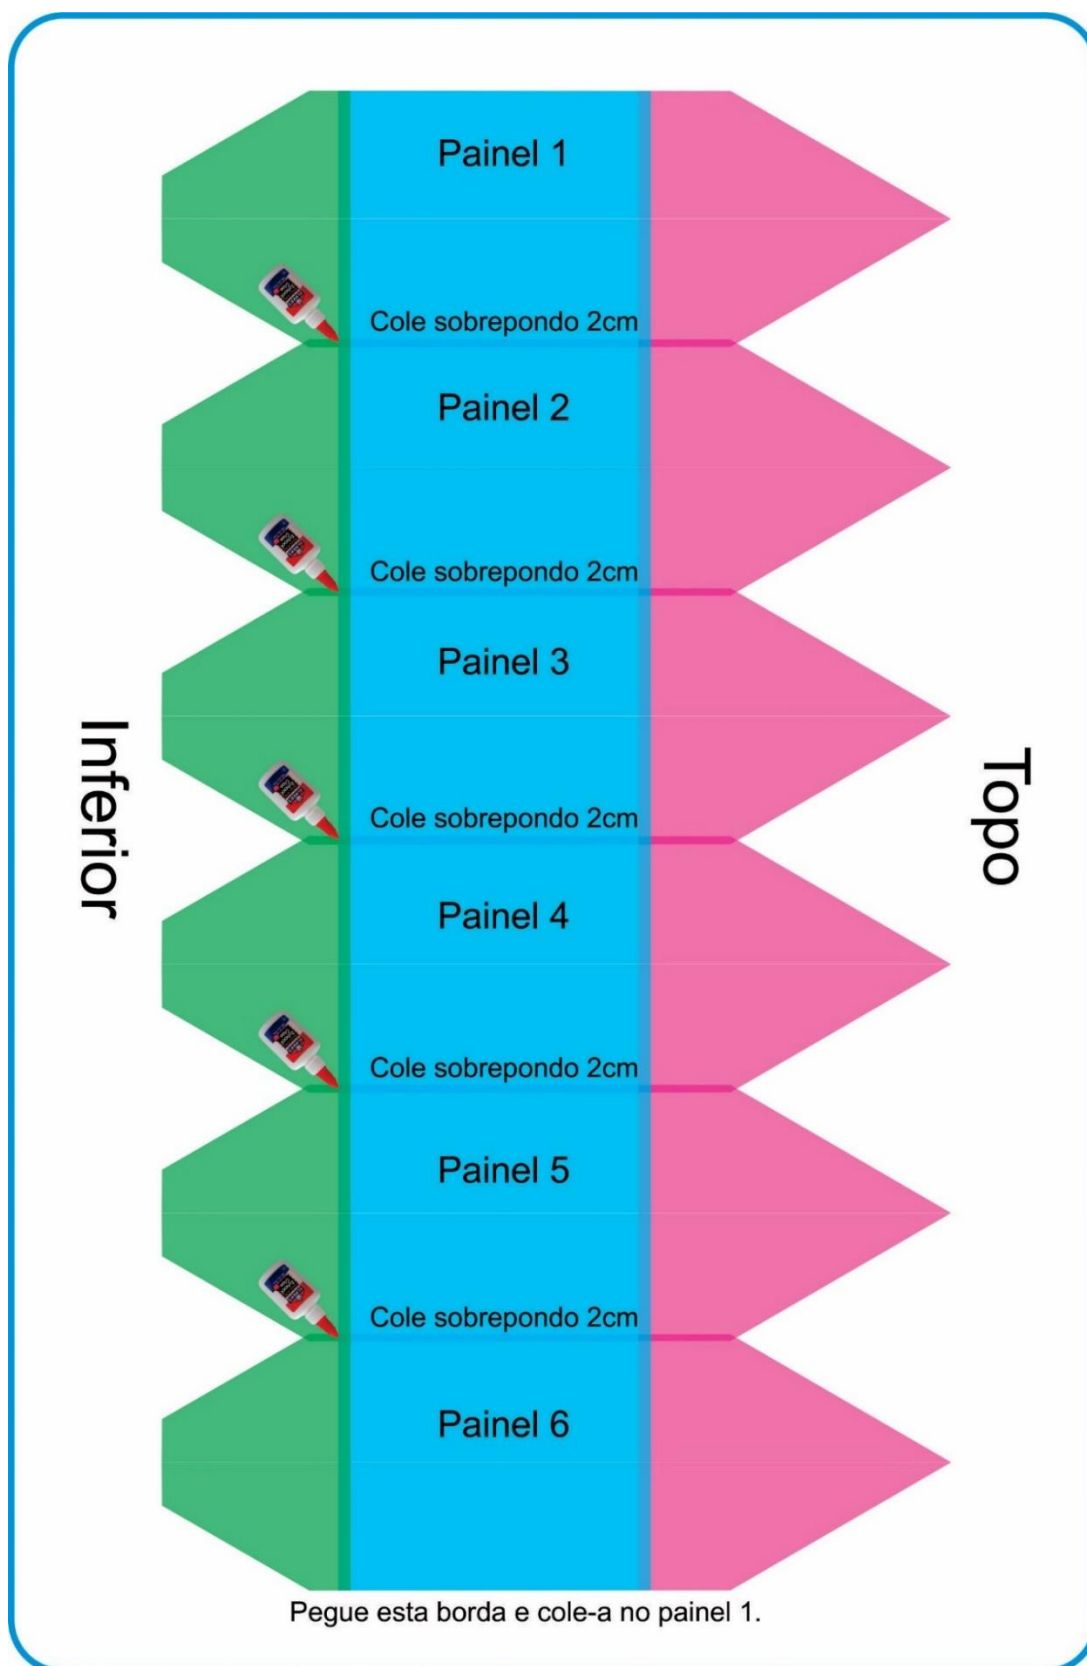 Painel 1
Cole sobrepondo 2cm
Painel 2
Cole sobrepondo 2cm
Painel 3
Inferior
Topo
Cole sobrepondo 2cm
Painel 4
Cole sobrepondo 2cm
Painel 5
Cole sobrepondo 2cm
Painel 6
Pegue esta borda e cole-a no painel 1.